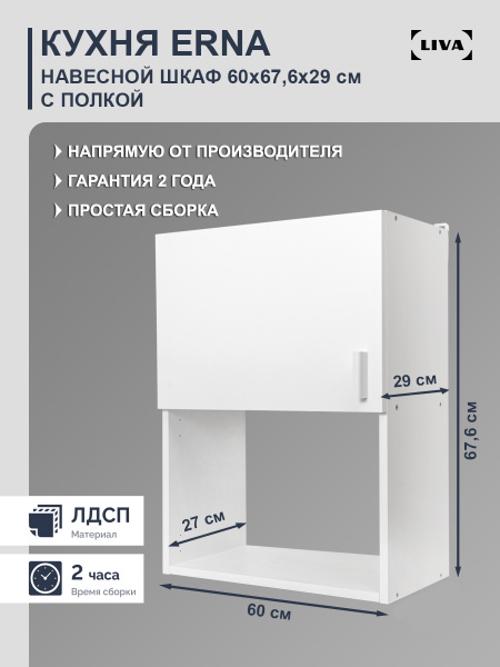 КУХНЯ ERNA
LIVA
НАВЕСНОЙ ШКАФ 60х67,6х29 см
С ПОЛКОЙ
НАПРЯМУЮ ОТ ПРОИЗВОДИТЕЛЯ
ГАРАНТИЯ 2 ГОДА
ПРОСТАЯ СБОРКА
29 см
67,6 см
27 см
60 см
ЛДСП
Материал
2 часа
Время сборки